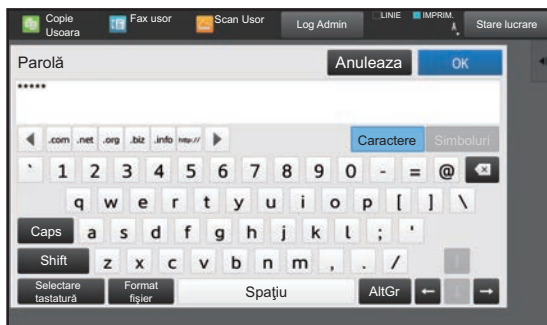 Copie Usoara Fax usor Scan Usor Log Admin LINIE IMPRIM. Stare lucrare
Parolă Anuleaza OK
*****
.com .net .org .biz .info http:// Caractere Simboluri
` 1 2 3 4 5 6 7 8 9 0 - = @
q w e r t y u i o p [ ] \
Caps a s d f g h j k l ; '
Shift z x c v b n m , . /
Selectare tastatură Format fișier Spațiu AltGr ← ↓ →